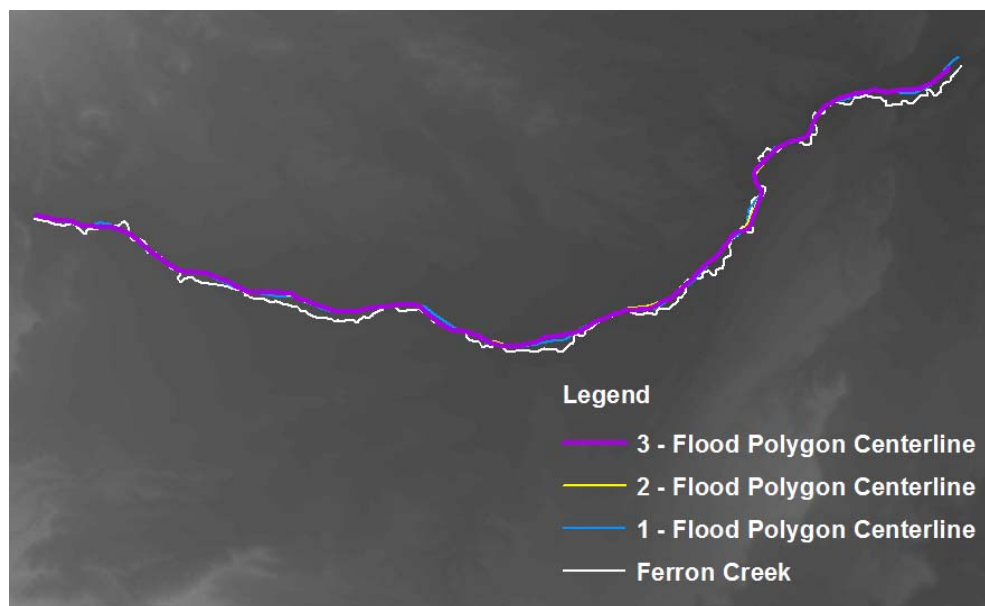 Legend
3 - Flood Polygon Centerline
2 - Flood Polygon Centerline
1 - Flood Polygon Centerline
Ferron Creek